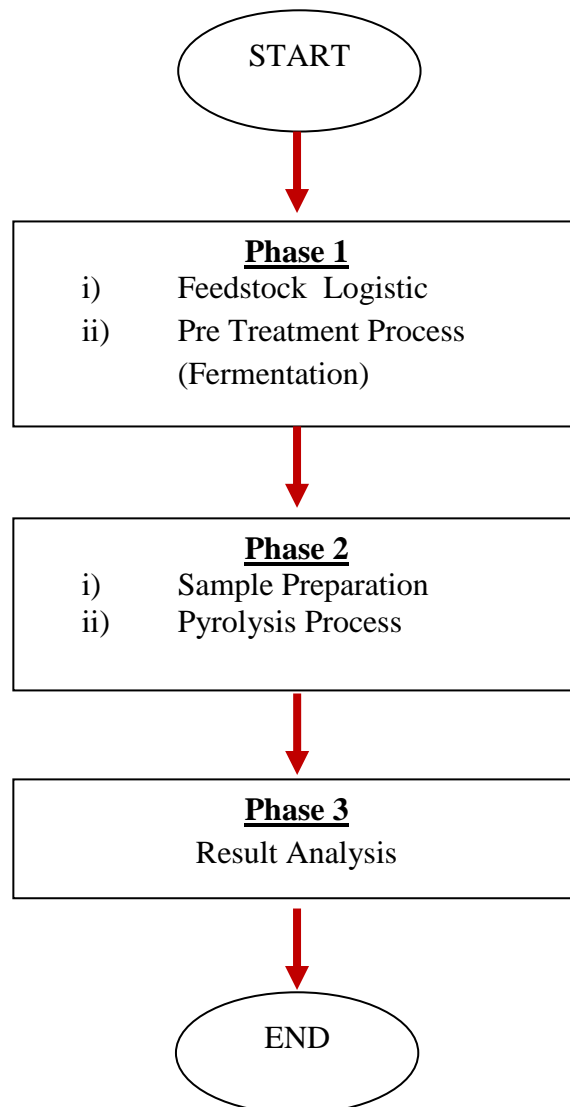 START
Phase 1
i) Feedstock Logistic
ii) Pre Treatment Process
(Fermentation)
Phase 2
i) Sample Preparation
ii) Pyrolysis Process
Phase 3
Result Analysis
END